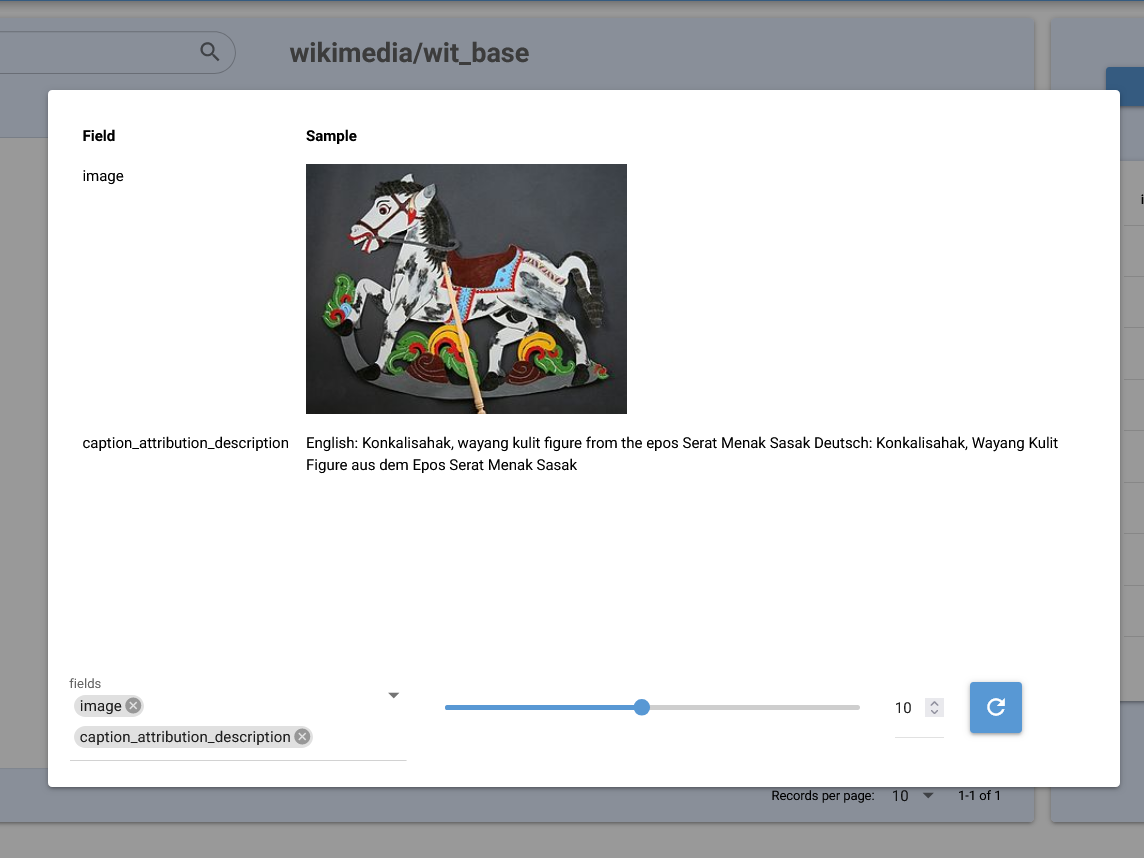 wikimedia/wit_base
Field
Sample
image
caption_attribution_description
English: Konkalisahak, wayang kulit figure from the epos Serat Menak Sasak Deutsch: Konkalisahak, Wayang Kulit
Figure aus dem Epos Serat Menak Sasak
fields
image
caption_attribution_description
10
Records per page:
10
1-1 of 1